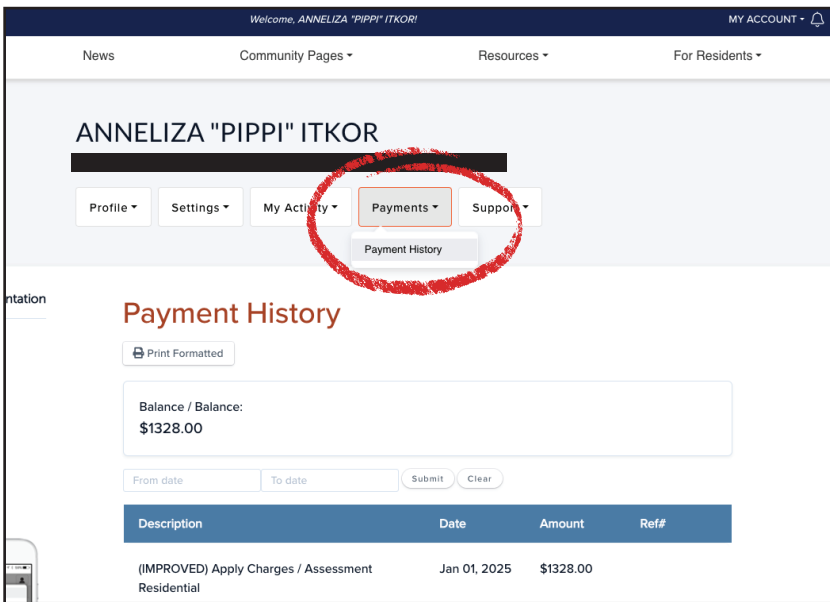 Welcome, ANNELIZA "PIPPI" ITKOR!
MY ACCOUNT
News
Community Pages
Resources
For Residents
ANNELIZA "PIPPI" ITKOR
Profile
Settings
My Activity
Payments
Support
Payment History
ntation
Payment History
Print Formatted
Balance / Balance:
$1328.00
From date
To date
Submit
Clear
Description Date Amount Ref#
(IMPROVED) Apply Charges / Assessment Jan 01, 2025 $1328.00
Residential